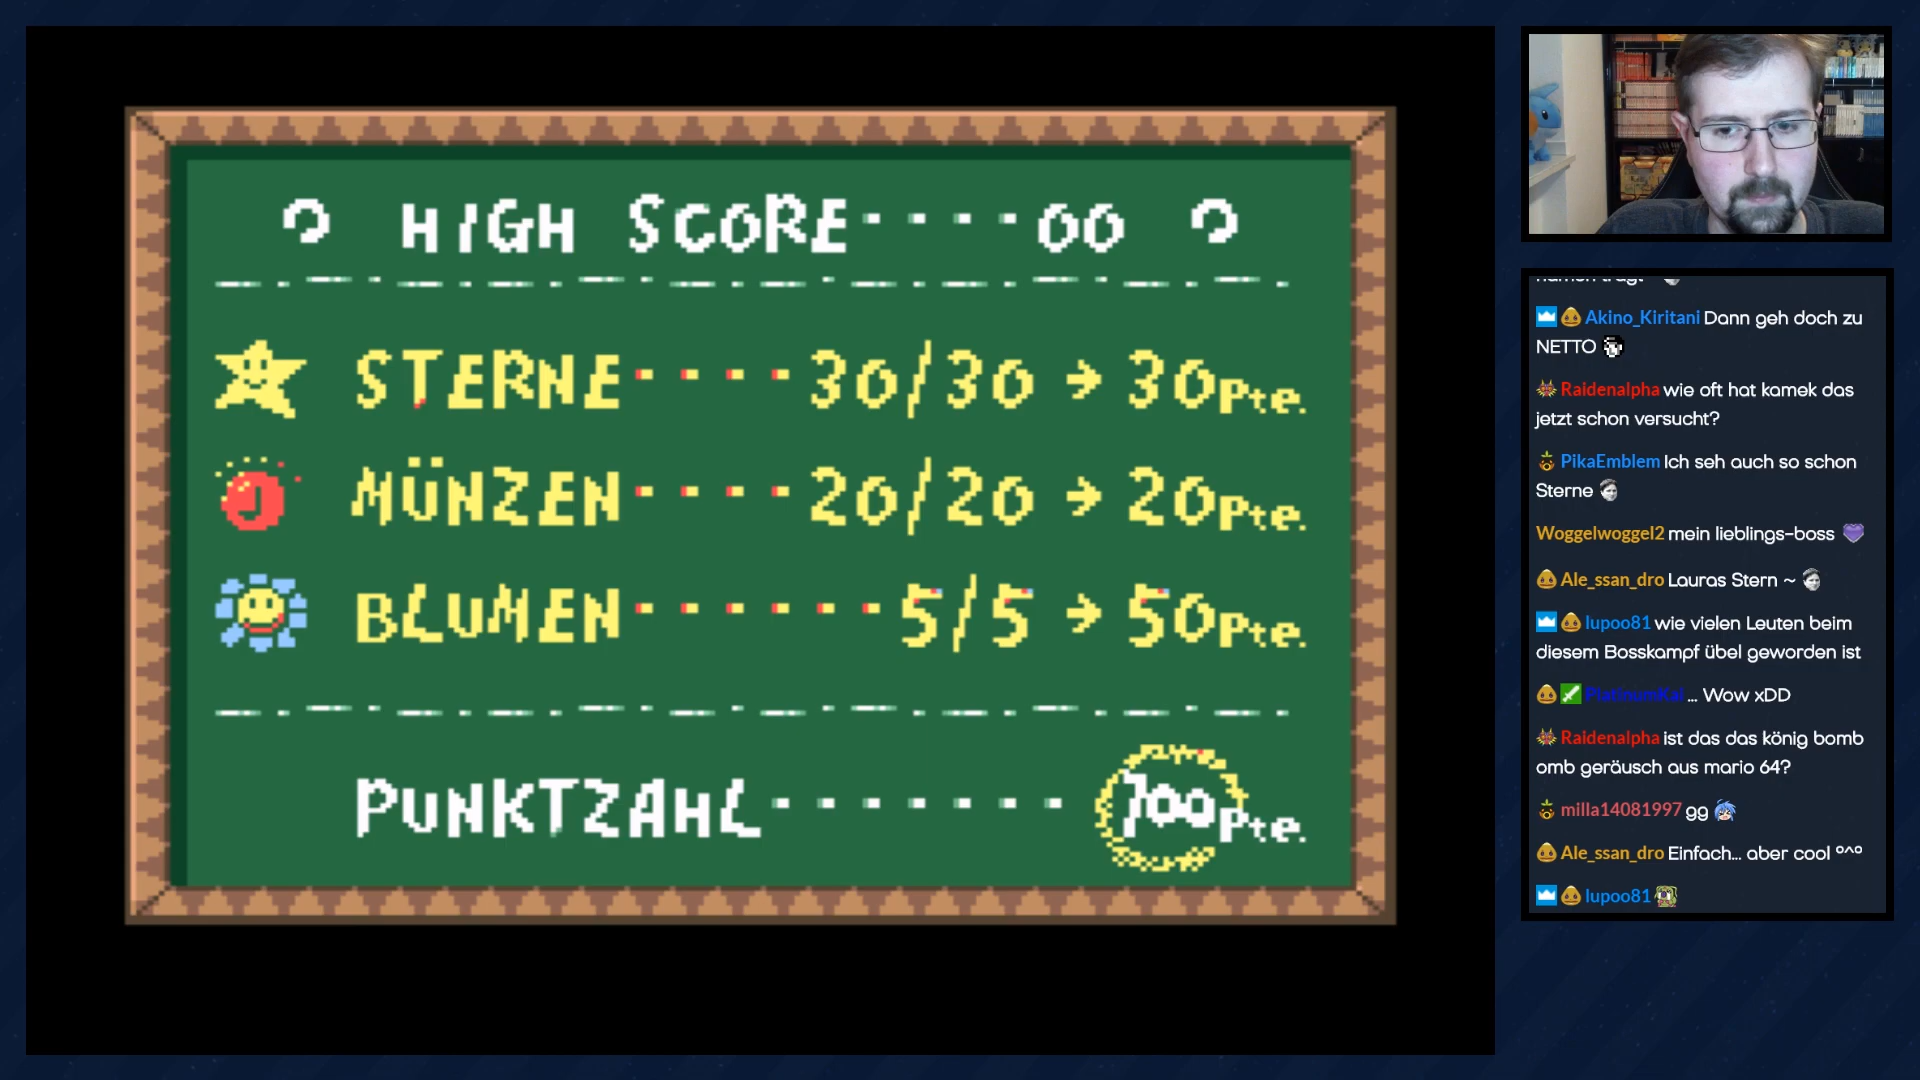 HIGH SCORE····00
STERNE····30/30 → 30Pte.
MÜNZEN····20/20 → 20Pte.
BLUMEN······5/5 → 50Pte.
PUNKTZAHL·······100Pte.
Akino_Kiritani Dann geh doch zu
NETTO
Raidenalpha wie oft hat kamek das
jetzt schon versucht?
PikaEmblem Ich seh auch so schon
Sterne
Woggelwoggel2 mein lieblings-boss
Ale_ssan_dro Lauras Stern ~
lupoo81 wie vielen Leuten beim
diesem Bosskampf übel geworden ist
PlatinumKai ... Wow xDD
Raidenalpha ist das das könig bomb
omb geräusch aus mario 64?
milla14081997 gg
Ale_ssan_dro Einfach... aber cool °^°
lupoo81